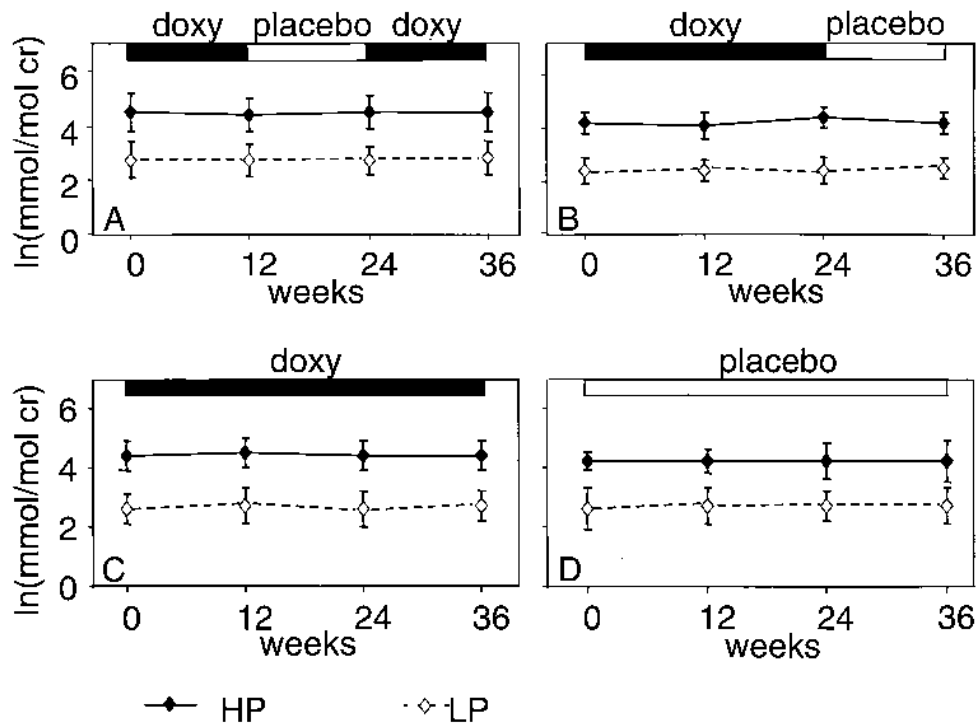 doxy placebo doxy
doxy placebo
ln(mmol/mol cr)
6
4
2
0
A
B
0 12 24 36
0 12 24 36
weeks
weeks
doxy
placebo
ln(mmol/mol cr)
6
4
2
0
C
D
0 12 24 36
0 12 24 36
weeks
weeks
HP LP